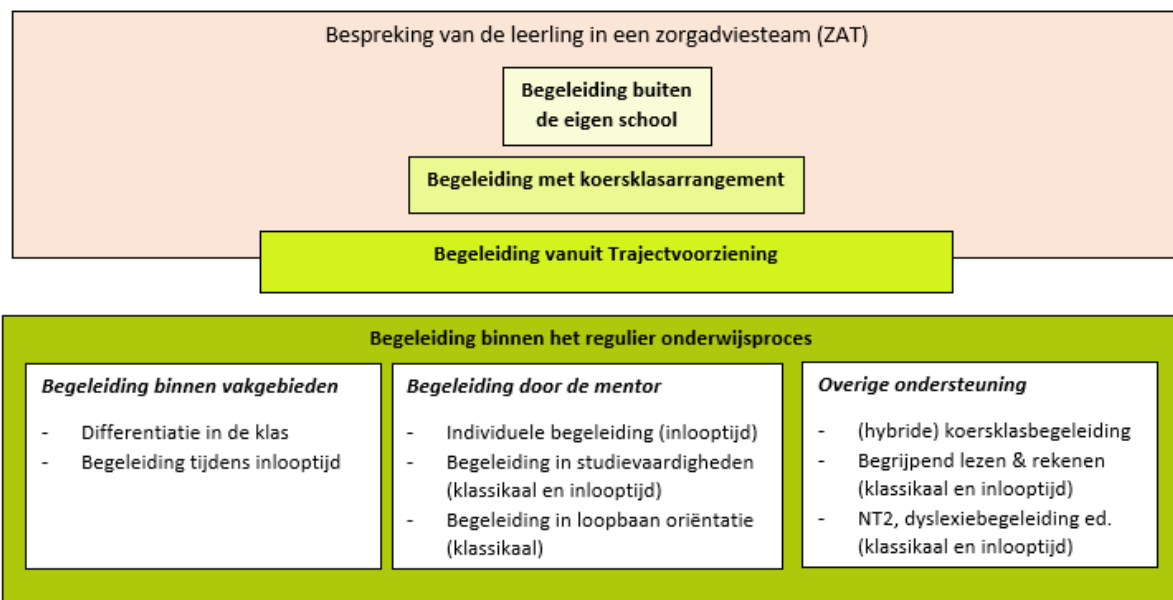 Bespreking van de leerling in een zorgadviesteam (ZAT)
Begeleiding buiten
de eigen school
Begeleiding met koersklasarrangement
Begeleiding vanuit Trajectvoorziening
Begeleiding binnen het regulier onderwijsproces
Begeleiding binnen vakgebieden
- Differentiatie in de klas
- Begeleiding tijdens inlooptijd
Begeleiding door de mentor
- Individuele begeleiding (inlooptijd)
- Begeleiding in studievaardigheden
(klassikaal en inlooptijd)
- Begeleiding in loopbaan oriëntatie
(klassikaal)
Overige ondersteuning
- (hybride) koersklasbegeleiding
- Begrijpend lezen & rekenen
(klassikaal en inlooptijd)
- NT2, dyslexiebegeleiding ed.
(klassikaal en inlooptijd)